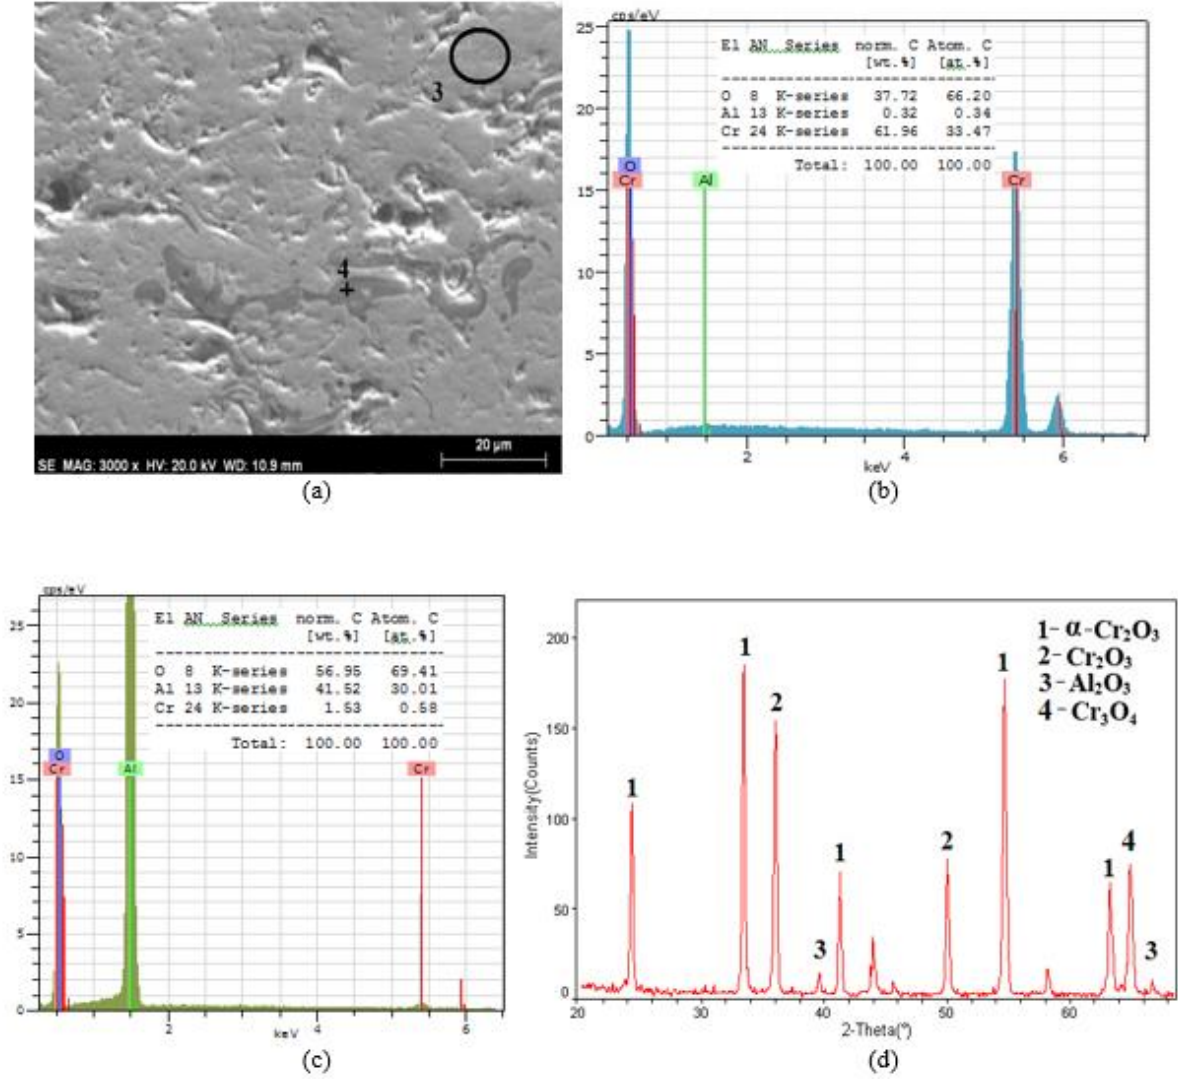 3
4
20 µm
SE MAG: 3000 x HV: 20.0 kV WD: 10.9 mm
(a)
cps/eV
El AN Series norm. C Atom. C
[wt.%] [at.%]
O 8 K-series 37.72 66.20
Al 13 K-series 0.32 0.34
Cr 24 K-series 61.96 33.47
Total: 100.00 100.00
25
20
15
10
5
0
O
Cr
Al
Cr
2 4 6
keV
(b)
cps/eV
El AN Series norm. C Atom. C
[wt.%] [at.%]
O 8 K-series 56.95 69.41
Al 13 K-series 41.52 30.01
Cr 24 K-series 1.53 0.58
Total: 100.00 100.00
25
20
15
10
5
0
O
Cr
Al
Cr
2 4 6
keV
(c)
1- α-Cr₂O₃
2-Cr₂O₃
3-Al₂O₃
4-Cr₃O₄
200
150
100
50
0
Intensity(Counts)
1
1
2
3
1
2
1
1
4
3
20 30 40 50 60
2-Theta(°)
(d)